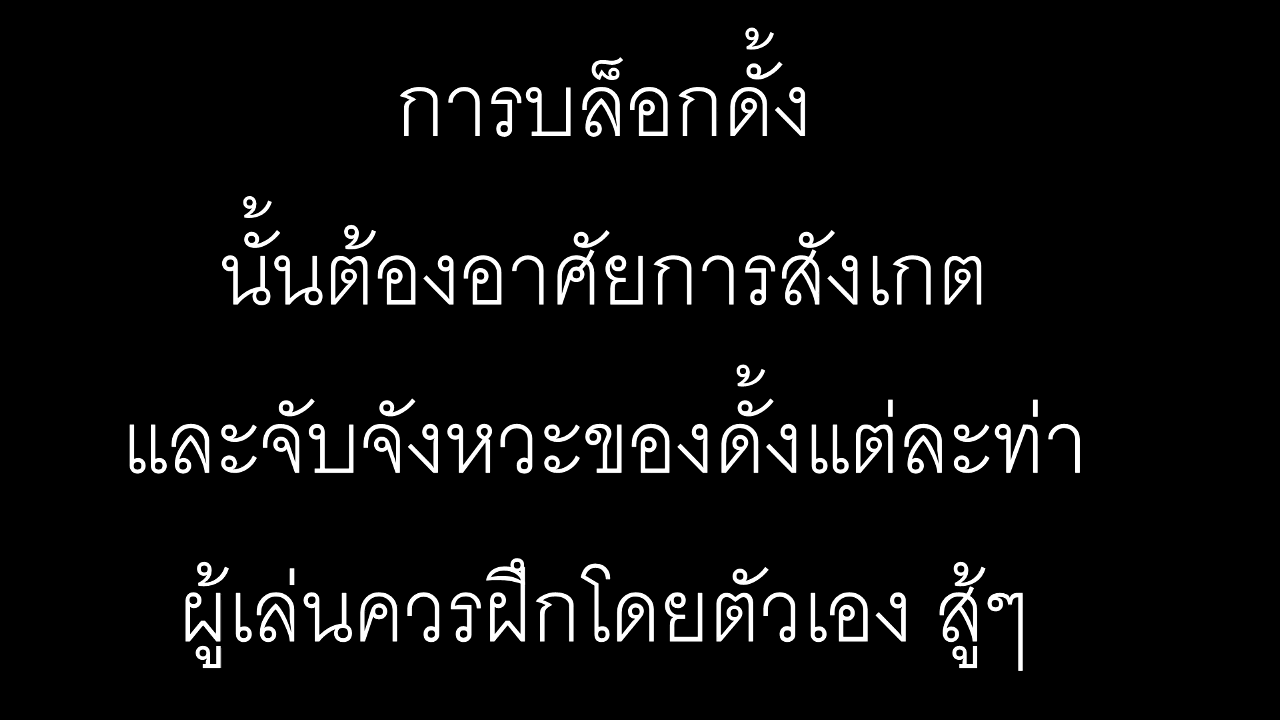 การบล็อกดั้ง
นั้นต้องอาศัยการสังเกต
และจับจังหวะของดั้งแต่ละท่า
ผู้เล่นควรฝึกโดยตัวเอง สู้ๆ